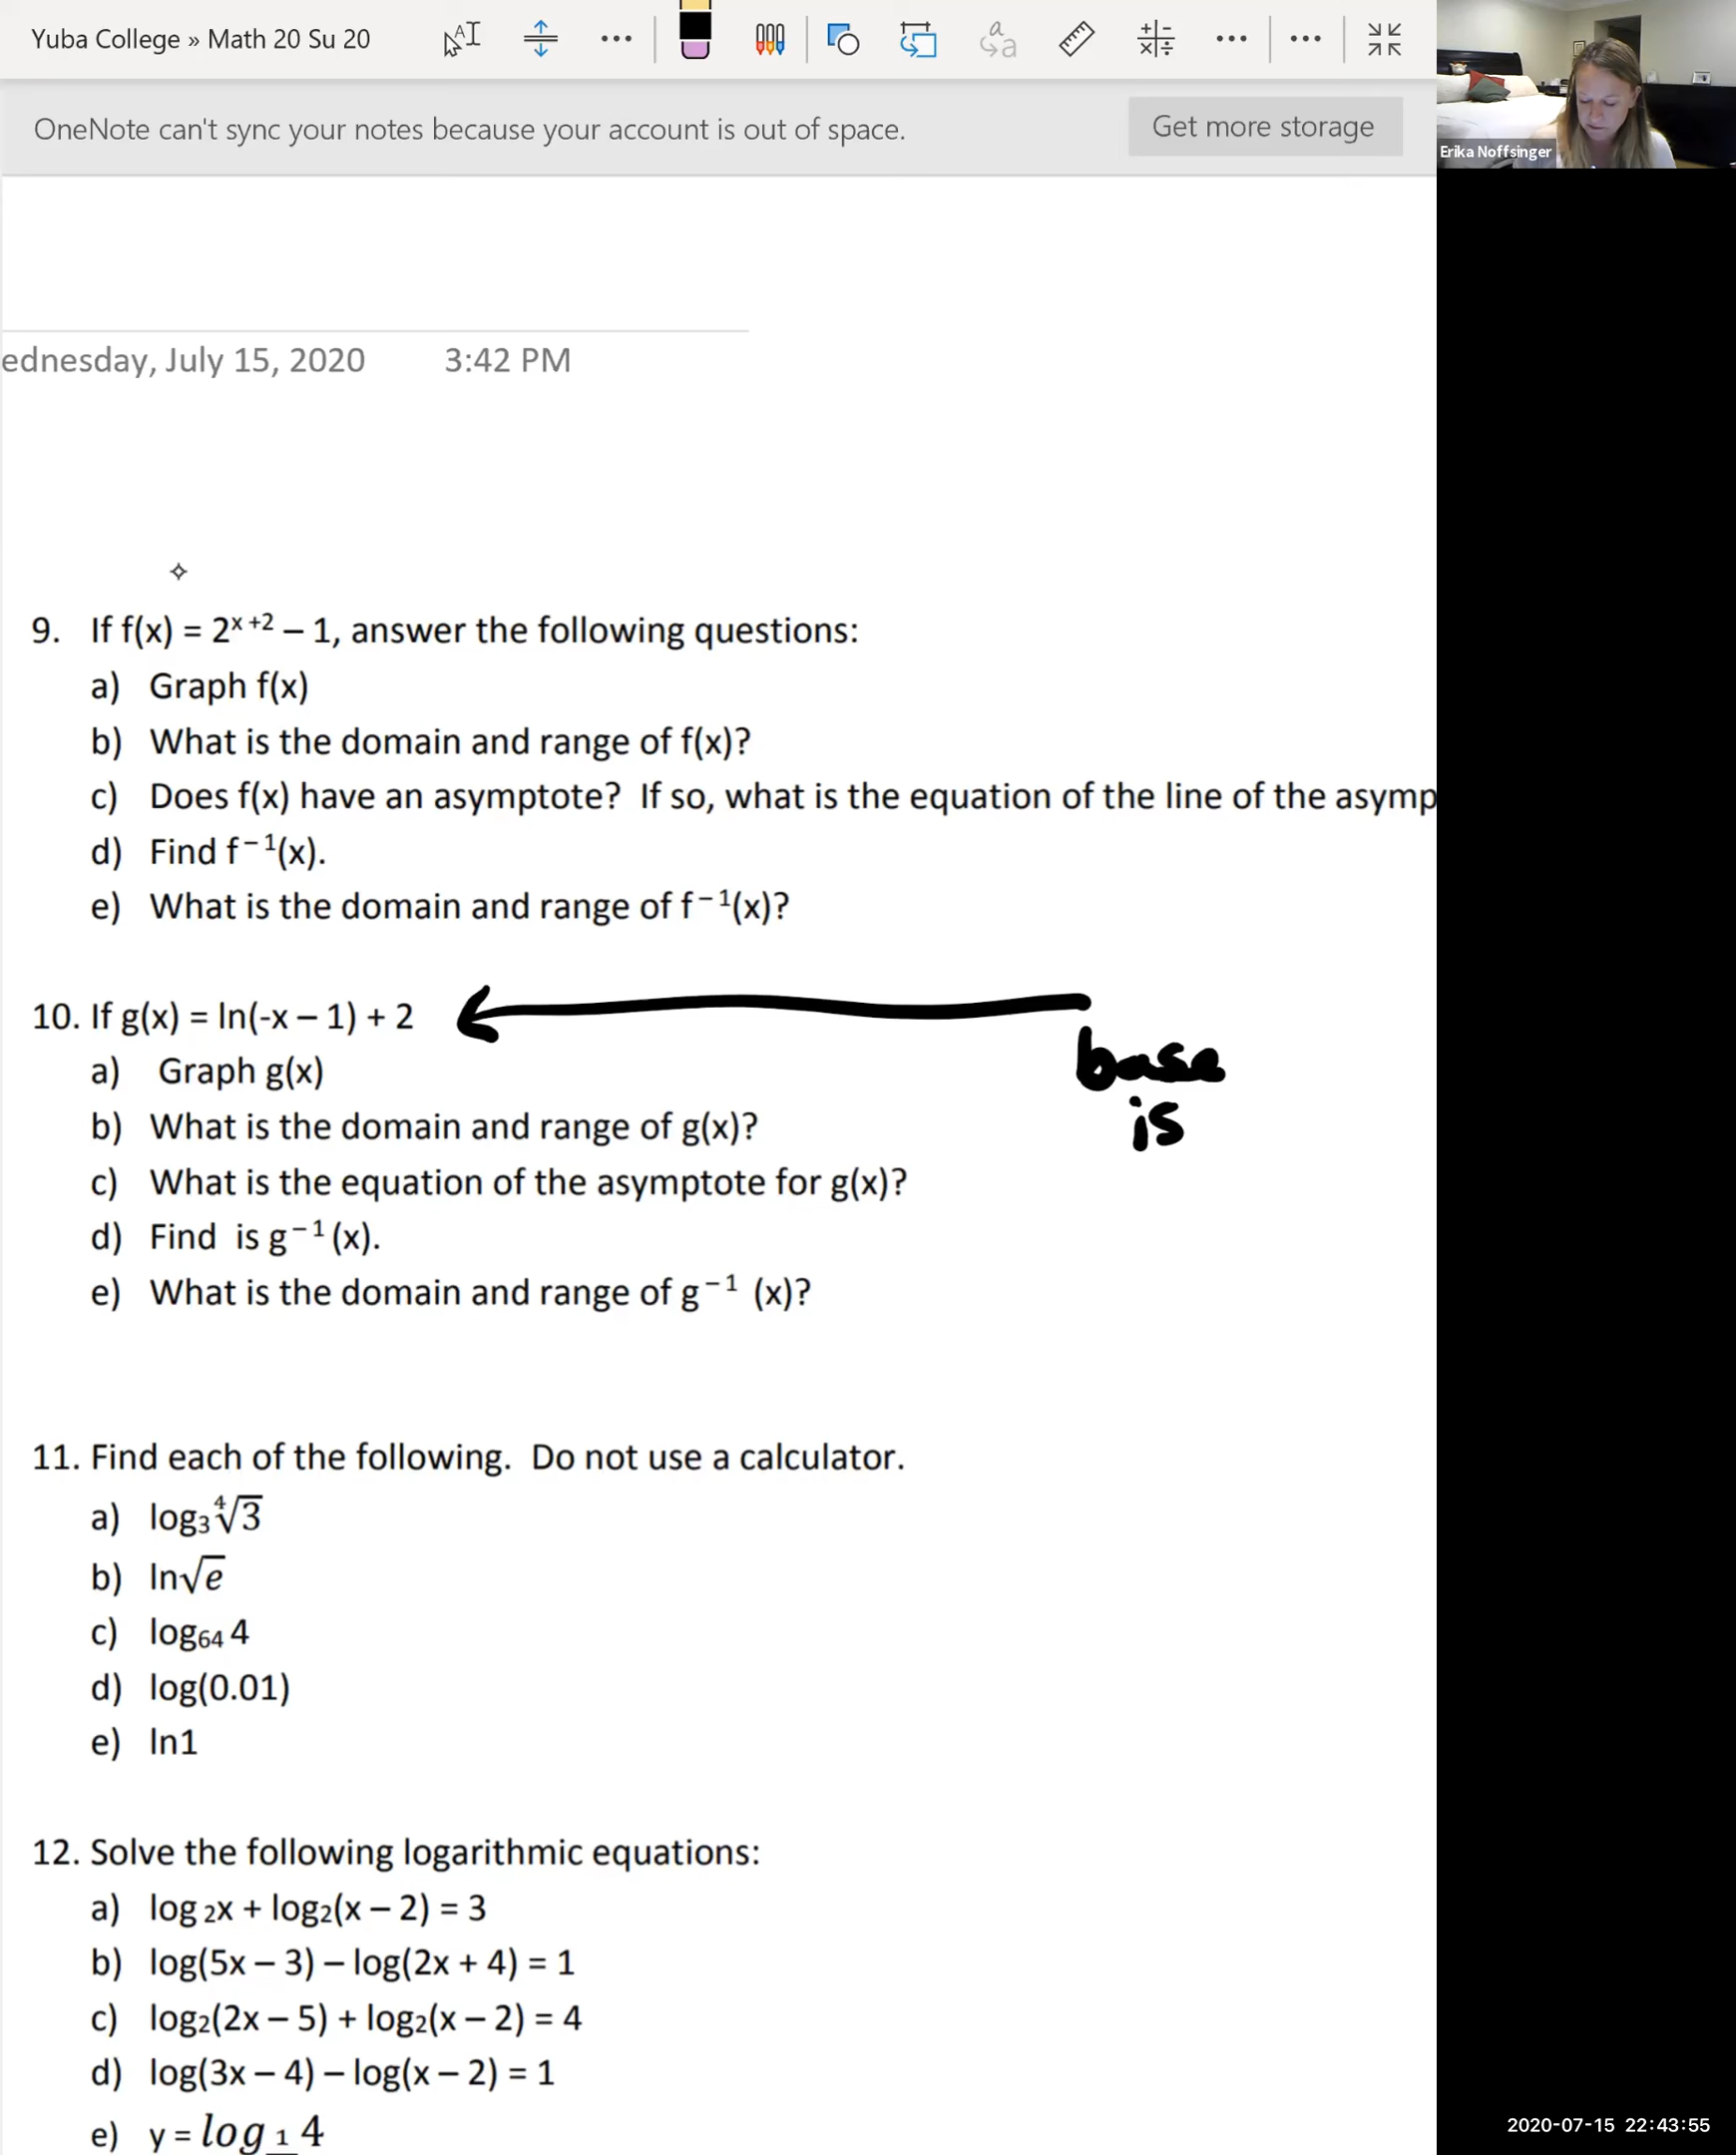 Yuba College » Math 20 Su 20
OneNote can't sync your notes because your account is out of space.
Get more storage
Erika Noffsinger
ednesday, July 15, 2020 3:42 PM
9. If f(x) = 2ˣ⁺² – 1, answer the following questions:
a) Graph f(x)
b) What is the domain and range of f(x)?
c) Does f(x) have an asymptote? If so, what is the equation of the line of the asymp
d) Find f⁻¹(x).
e) What is the domain and range of f⁻¹(x)?
10. If g(x) = ln(-x – 1) + 2
base
is
a) Graph g(x)
b) What is the domain and range of g(x)?
c) What is the equation of the asymptote for g(x)?
d) Find is g⁻¹ (x).
e) What is the domain and range of g⁻¹ (x)?
11. Find each of the following. Do not use a calculator.
a) log₃∜3
b) ln√e
c) log₆₄ 4
d) log(0.01)
e) ln1
12. Solve the following logarithmic equations:
a) log ₂x + log₂(x – 2) = 3
b) log(5x – 3) – log(2x + 4) = 1
c) log₂(2x – 5) + log₂(x – 2) = 4
d) log(3x – 4) – log(x – 2) = 1
e) y = log 1 4
2020-07-15 22:43:55